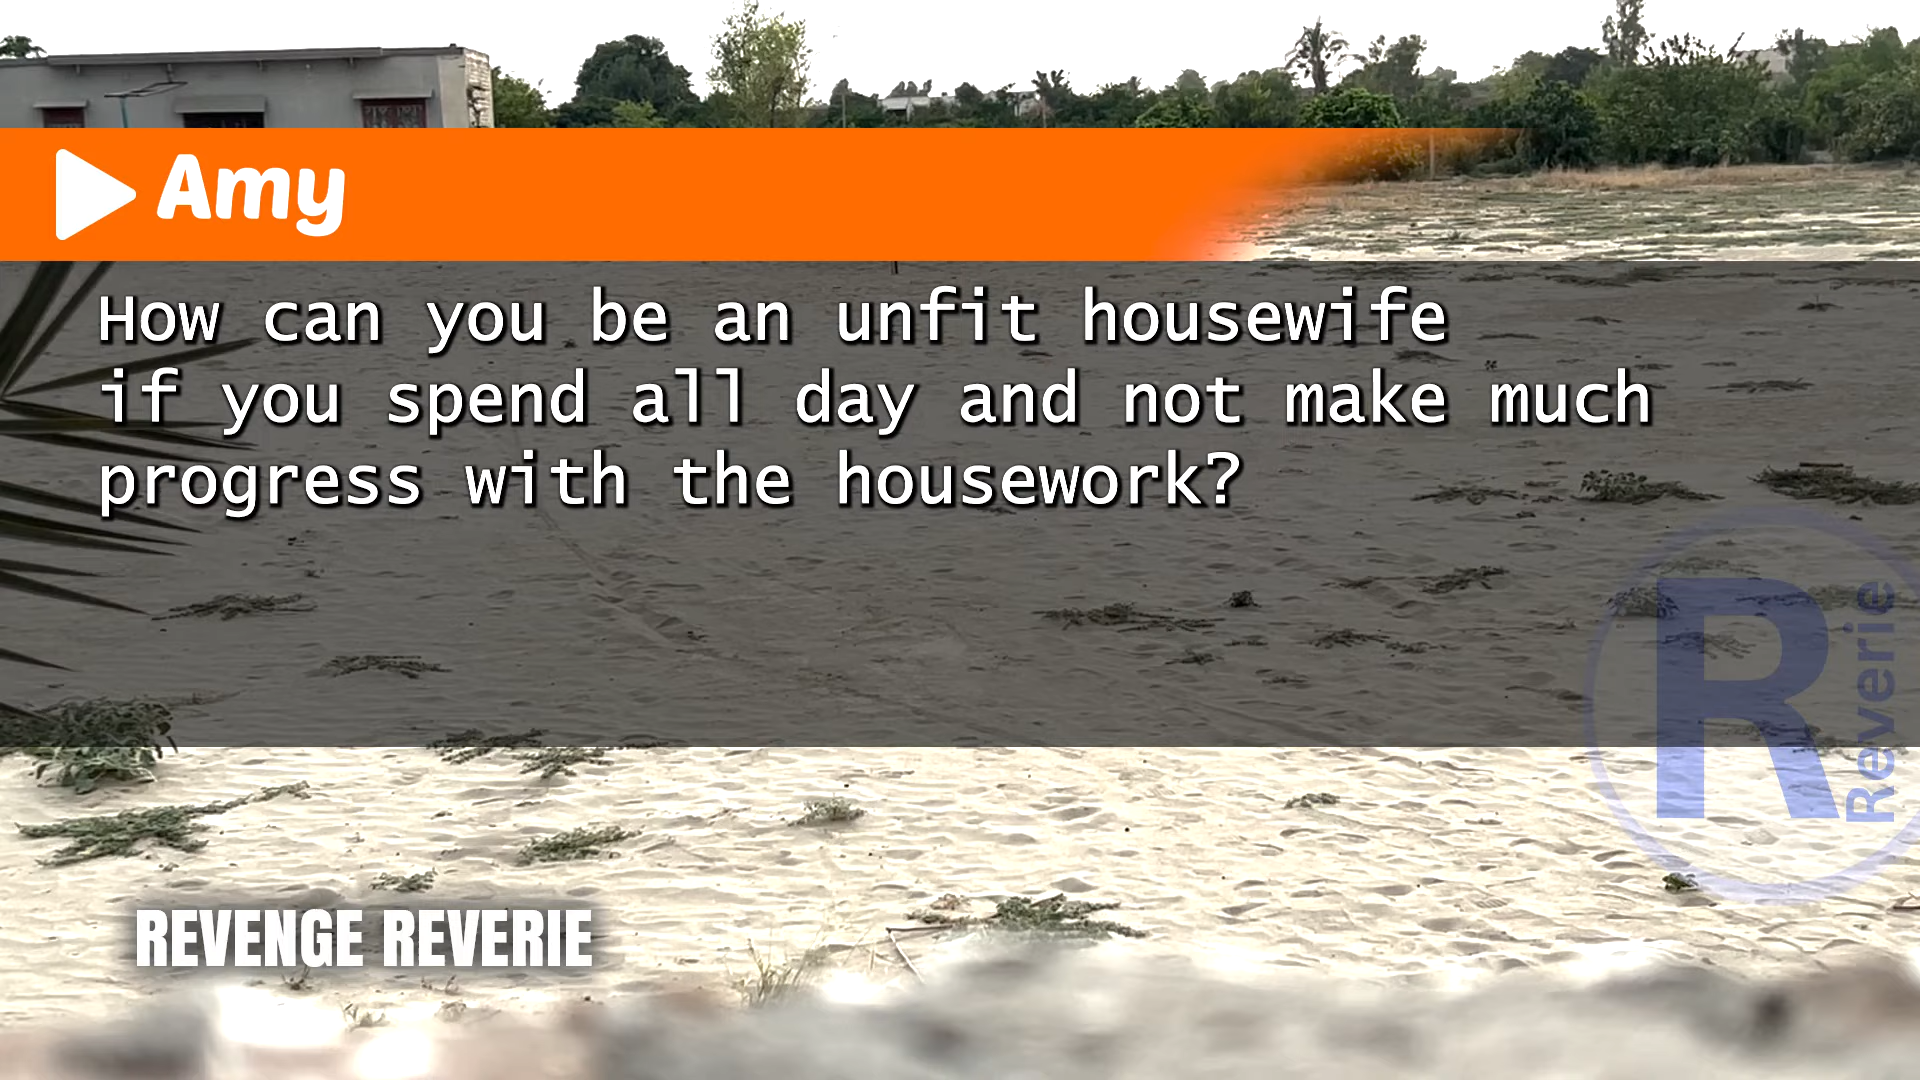 Amy
How can you be an unfit housewife
if you spend all day and not make much
progress with the housework?
R
Reverie
REVENGE REVERIE